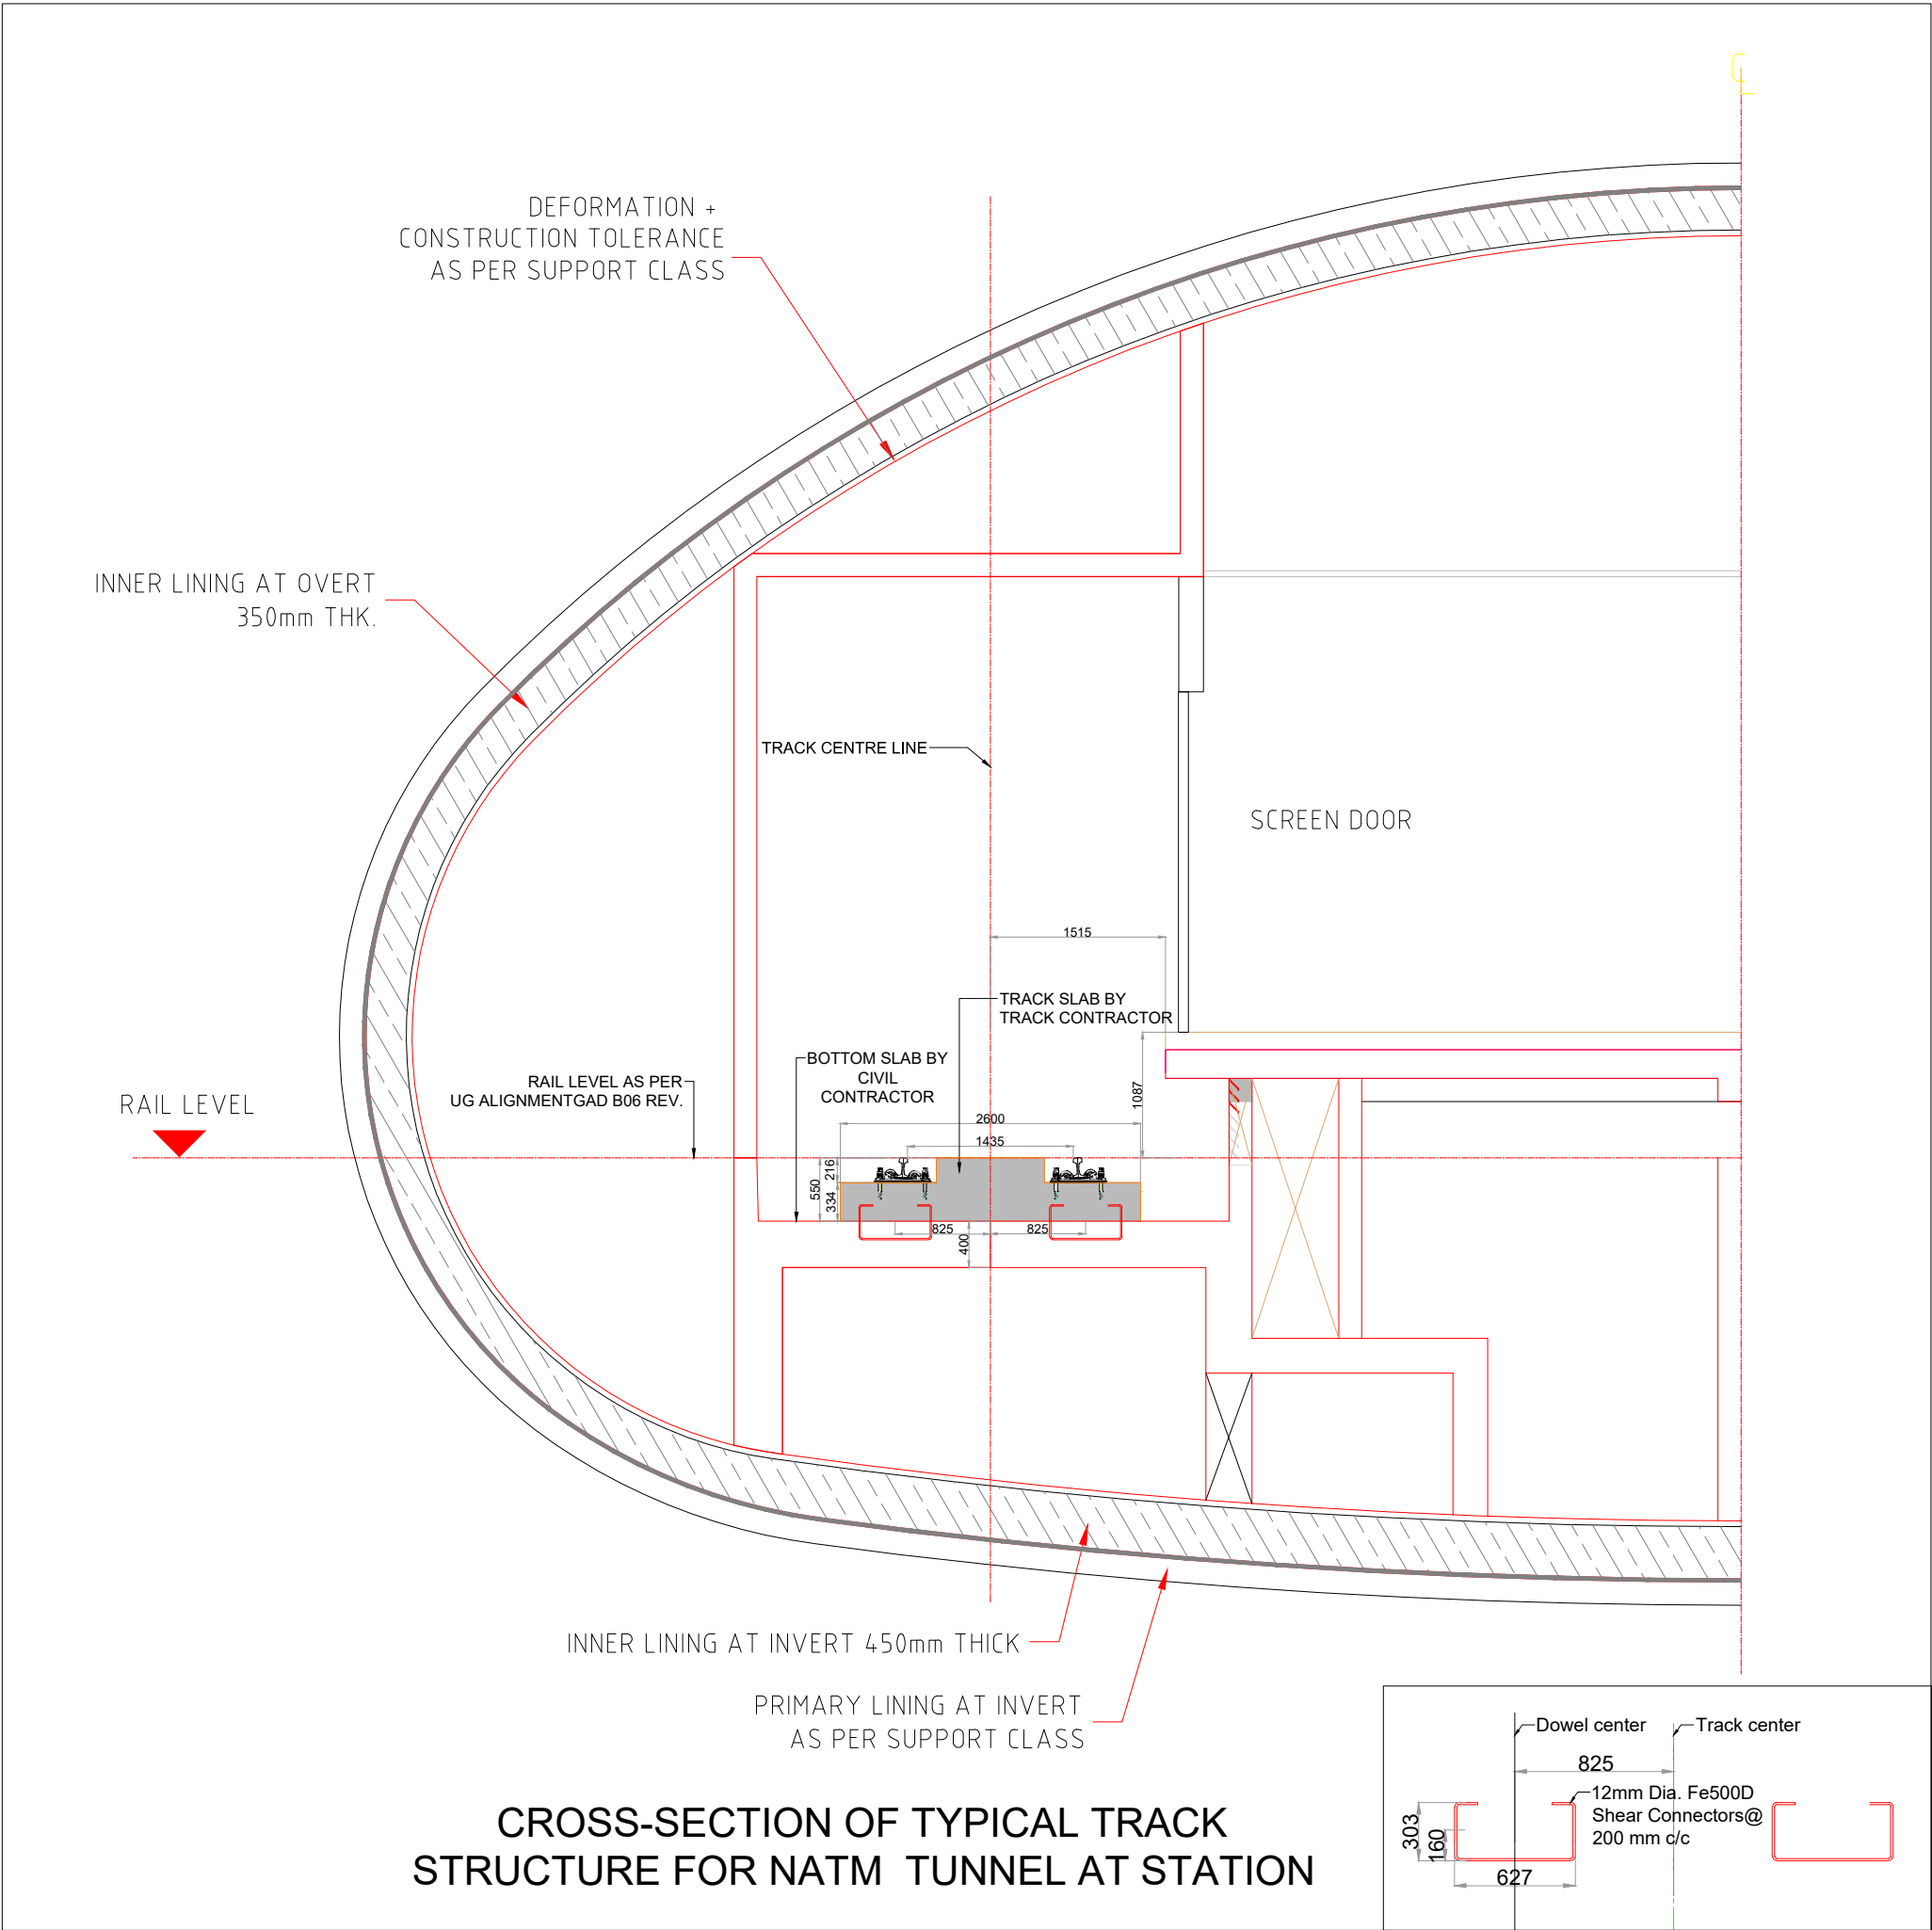 DEFORMATION +
CONSTRUCTION TOLERANCE
AS PER SUPPORT CLASS
INNER LINING AT OVERT
350mm THK.
TRACK CENTRE LINE
SCREEN DOOR
1515
TRACK SLAB BY
TRACK CONTRACTOR
BOTTOM SLAB BY
CIVIL
CONTRACTOR
RAIL LEVEL AS PER
UG ALIGNMENTGAD B06 REV.
RAIL LEVEL
1087
2600
1435
216
550
334
825
825
400
INNER LINING AT INVERT 450mm THICK
PRIMARY LINING AT INVERT
AS PER SUPPORT CLASS
CROSS-SECTION OF TYPICAL TRACK
STRUCTURE FOR NATM TUNNEL AT STATION
Dowel center
Track center
825
12mm Dia. Fe500D
Shear Connectors@
200 mm c/c
303
160
627